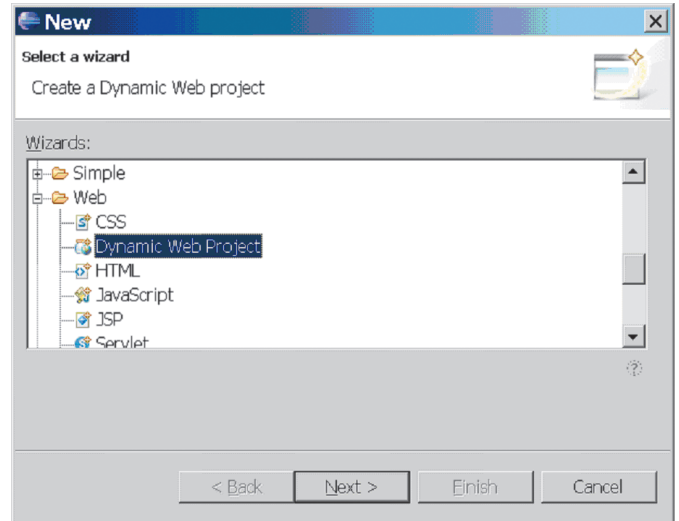 New
Select a wizard
Create a Dynamic Web project
Wizards:
Simple
Web
CSS
Dynamic Web Project
HTML
JavaScript
JSP
Servlet
< Back Next > Finish Cancel